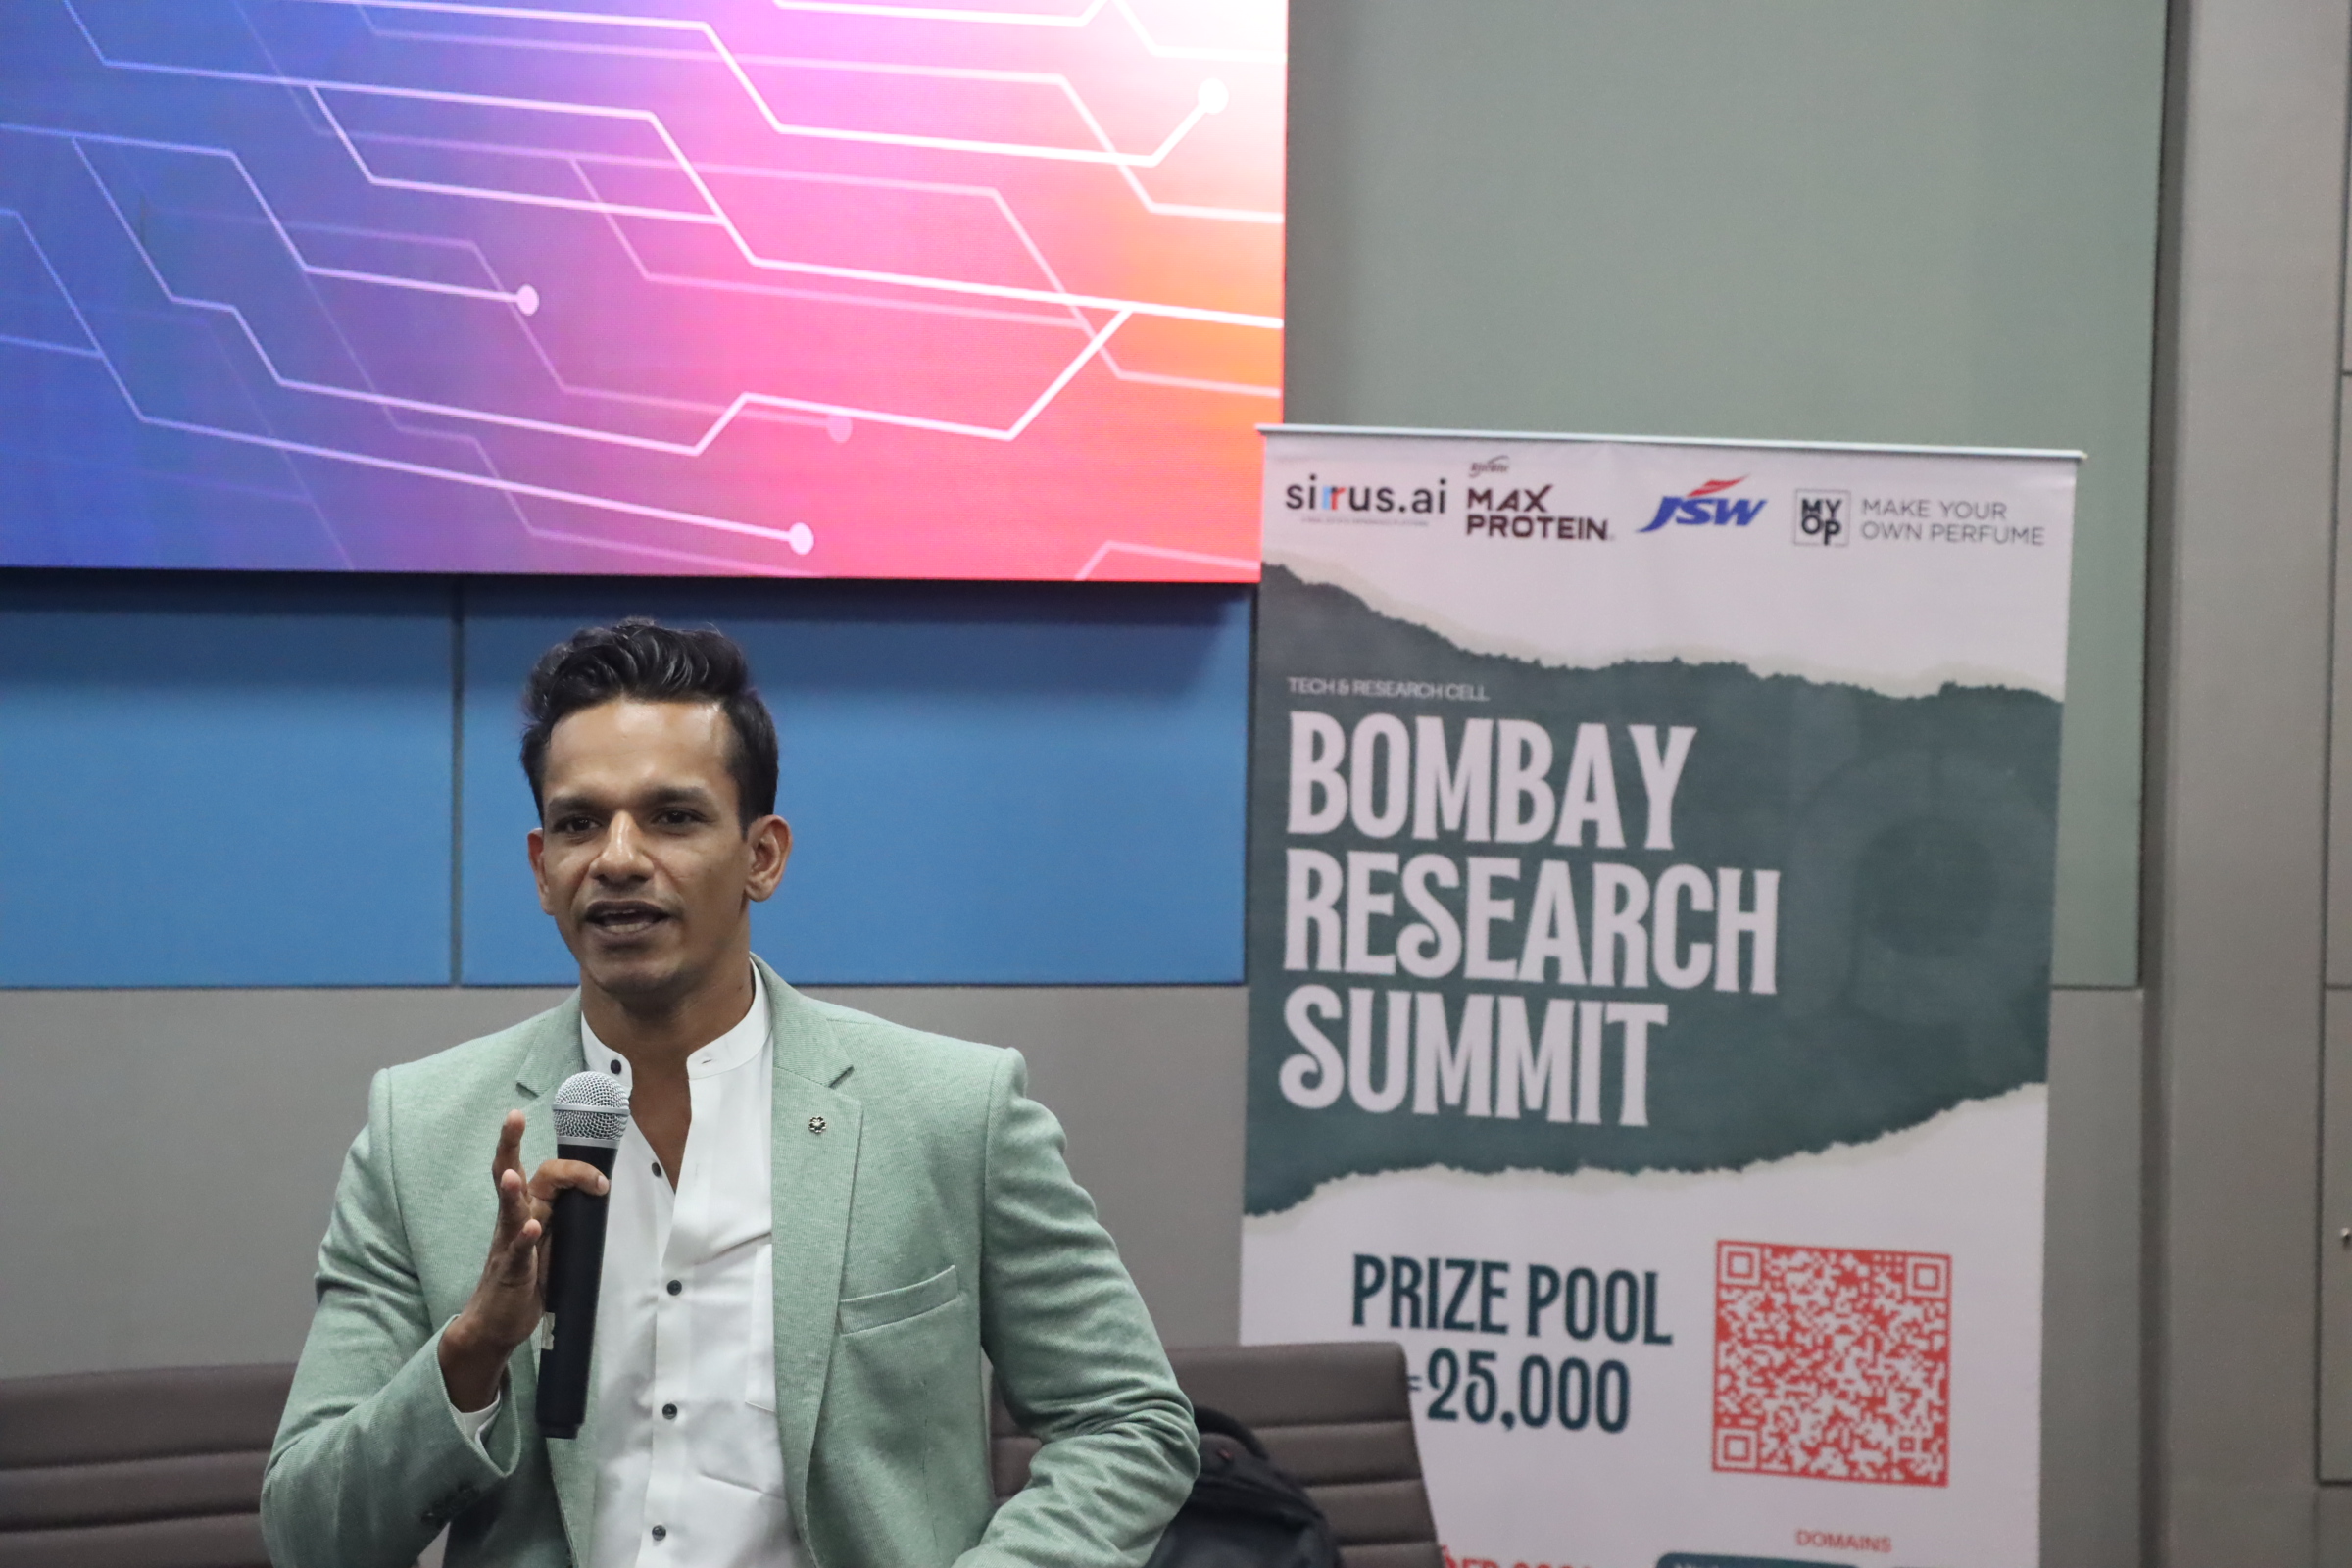 sirrus.ai
MAX
PROTEIN
JSW
MY
OP
MAKE YOUR
OWN PERFUME
TECH & RESEARCH CELL
BOMBAY
RESEARCH
SUMMIT
PRIZE POOL
25,000
DOMAINS